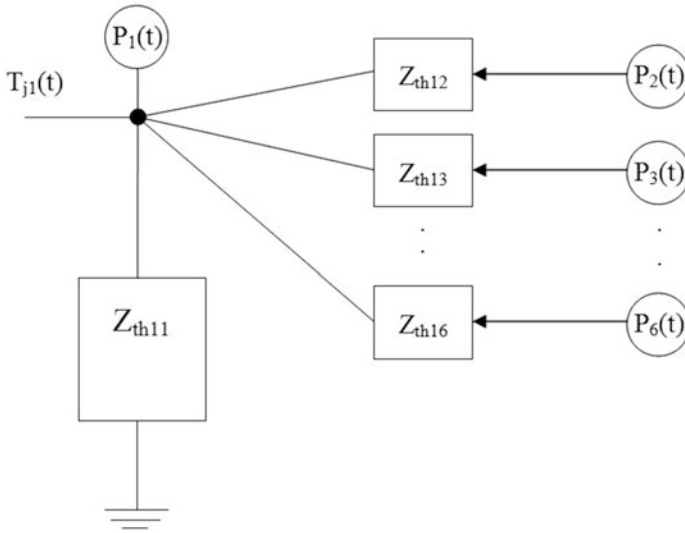 P1(t)
Tj1(t)
Zth12
P2(t)
Zth13
P3(t)
Zth11
Zth16
P6(t)